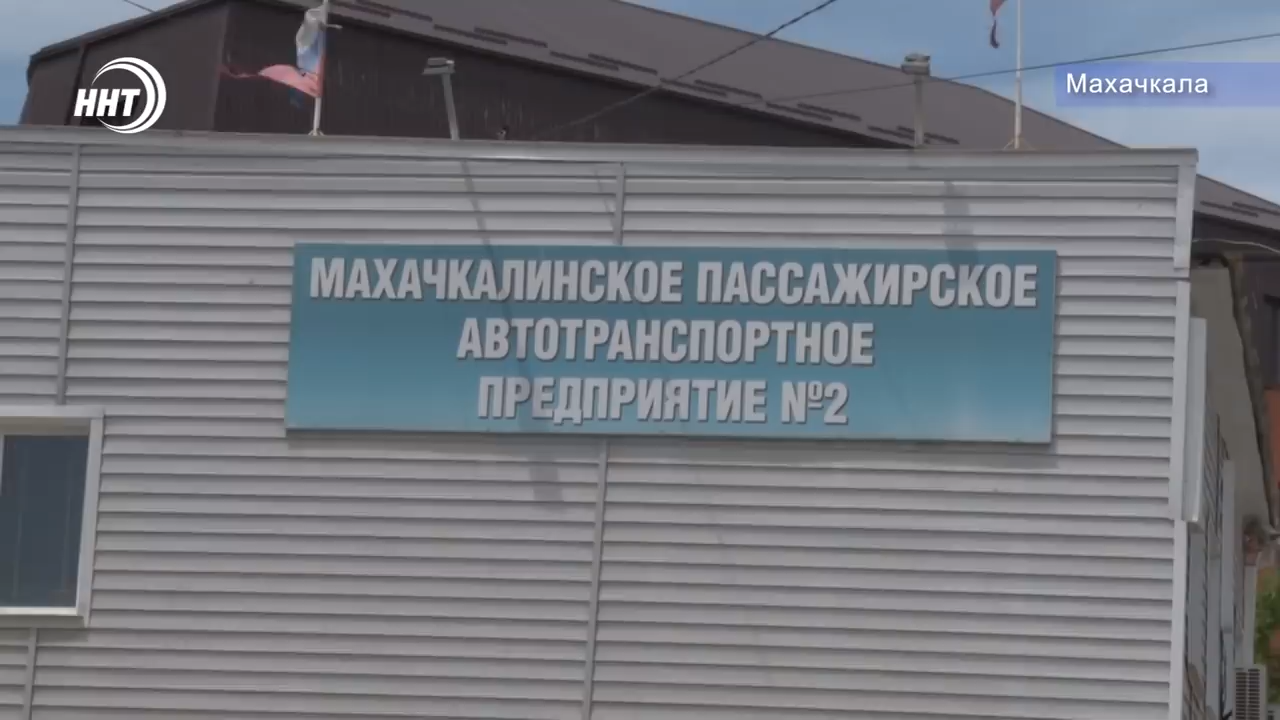 ННТ
Махачкала
МАХАЧКАЛИНСКОЕ ПАССАЖИРСКОЕ
АВТОТРАНСПОРТНОЕ
ПРЕДПРИЯТИЕ №2